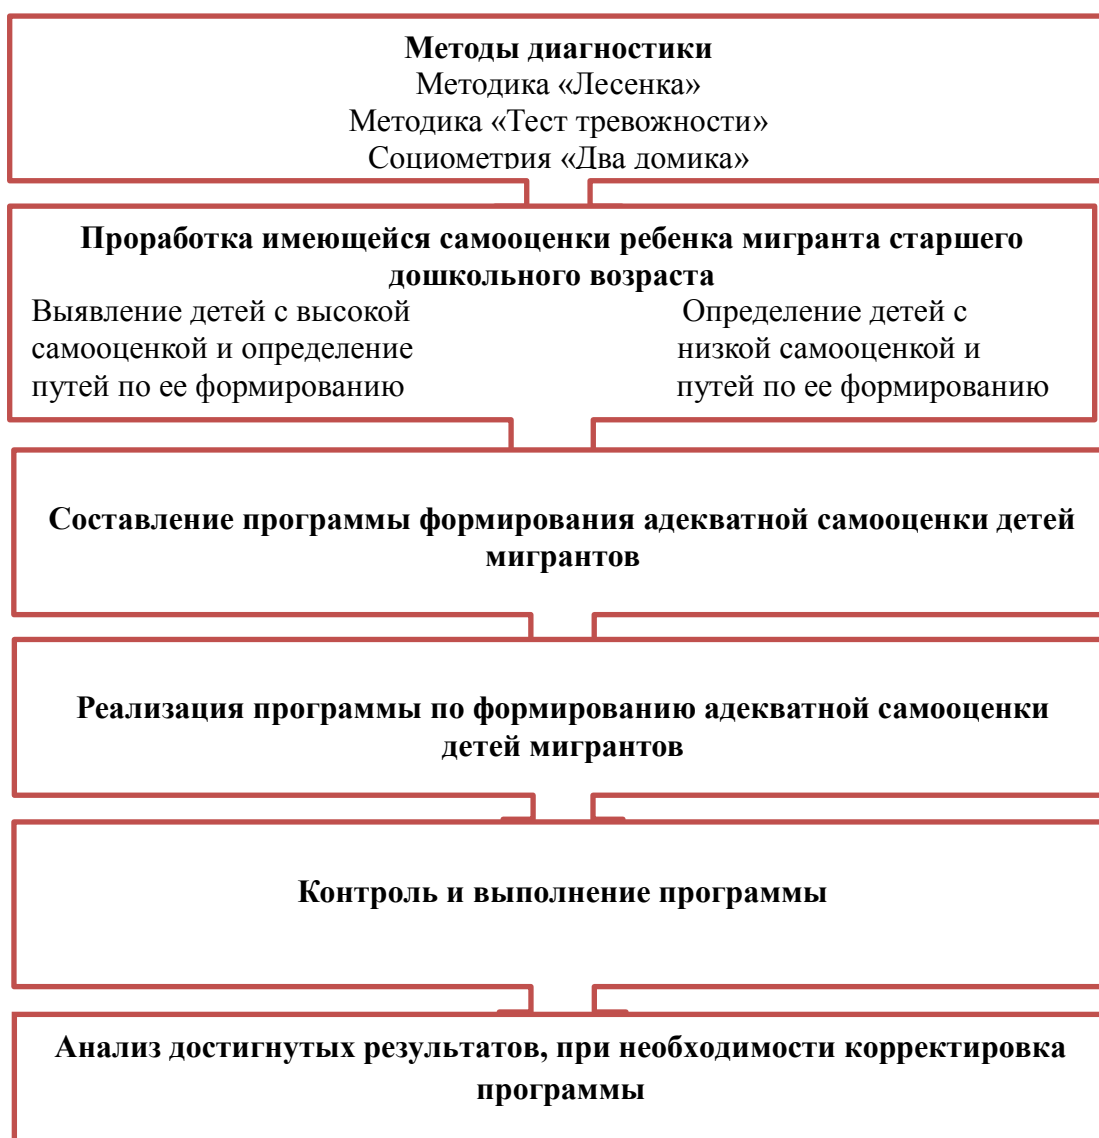 Методы диагностики
Методика «Лесенка»
Методика «Тест тревожности»
Социометрия «Два домика»
Проработка имеющейся самооценки ребенка мигранта старшего
дошкольного возраста
Выявление детей с высокой
самооценкой и определение
путей по ее формированию
Определение детей с
низкой самооценкой и
путей по ее формированию
Составление программы формирования адекватной самооценки детей
мигрантов
Реализация программы по формированию адекватной самооценки
детей мигрантов
Контроль и выполнение программы
Анализ достигнутых результатов, при необходимости корректировка
программы